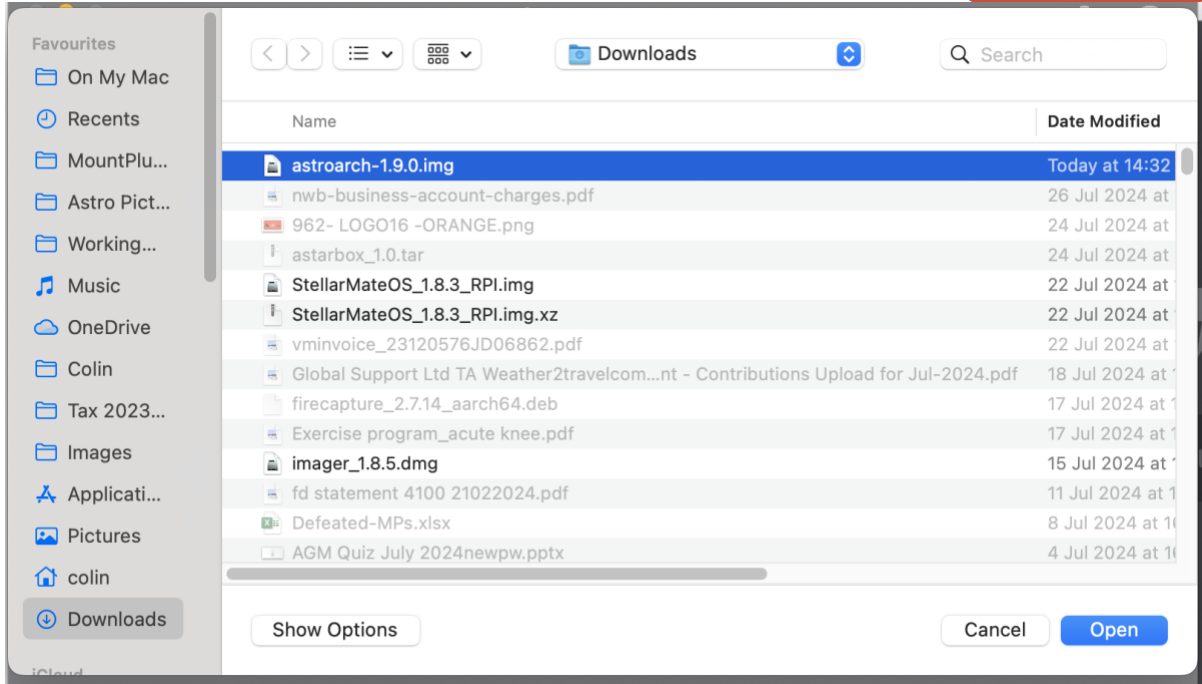 Favourites
On My Mac
Recents
MountPlu...
Astro Pict...
Working...
Music
OneDrive
Colin
Tax 2023...
Images
Applicati...
Pictures
colin
Downloads
iCloud
Downloads
Search
Name Date Modified
astroarch-1.9.0.img Today at 14:32
nwb-business-account-charges.pdf 26 Jul 2024 at
962- LOGO16 -ORANGE.png 24 Jul 2024 at
astarbox_1.0.tar 24 Jul 2024 at
StellarMateOS_1.8.3_RPI.img 22 Jul 2024 at
StellarMateOS_1.8.3_RPI.img.xz 22 Jul 2024 at
vminvoice_23120576JD06862.pdf 22 Jul 2024 at
Global Support Ltd TA Weather2travelcom...nt - Contributions Upload for Jul-2024.pdf 18 Jul 2024 at
firecapture_2.7.14_aarch64.deb 17 Jul 2024 at
Exercise program_acute knee.pdf 17 Jul 2024 at
imager_1.8.5.dmg 15 Jul 2024 at
fd statement 4100 21022024.pdf 11 Jul 2024 at
Defeated-MPs.xlsx 8 Jul 2024 at
AGM Quiz July 2024newpw.pptx 4 Jul 2024 at
Show Options Cancel Open